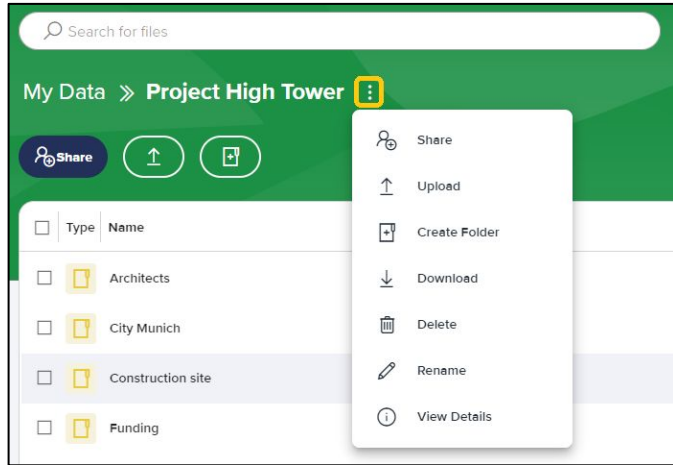 Search for files
My Data » Project High Tower
Share
Share
Upload
Create Folder
Download
Delete
Rename
View Details
Type Name
Architects
City Munich
Construction site
Funding